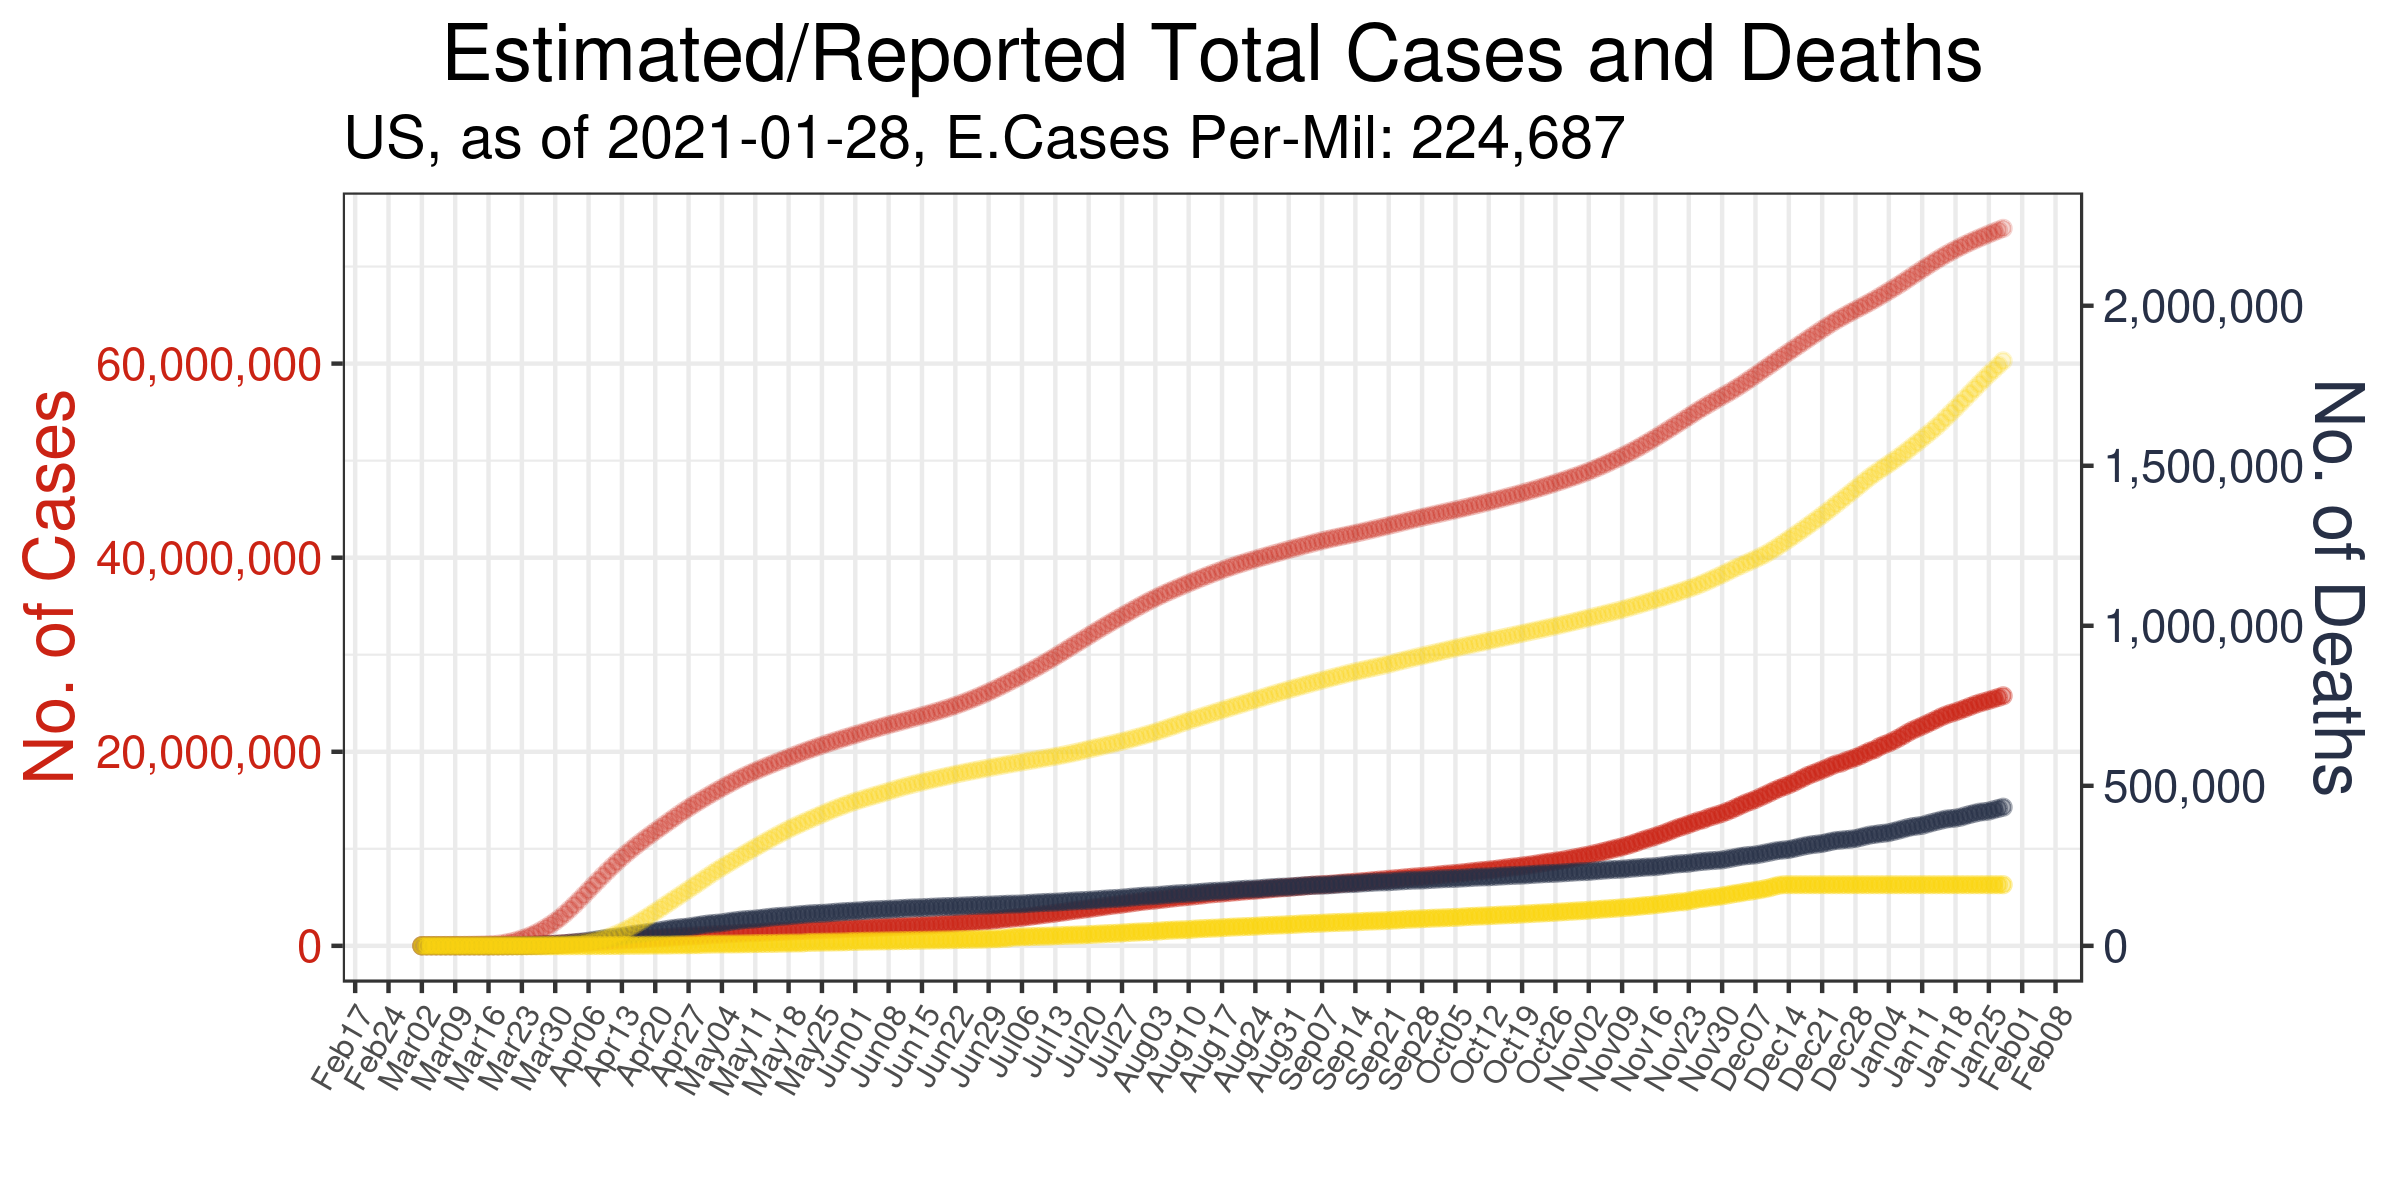 Estimated/Reported Total Cases and Deaths
US, as of 2021-01-28, E.Cases Per-Mil: 224,687
No. of Cases
60,000,000
40,000,000
20,000,000
0
2,000,000
1,500,000
1,000,000
500,000
0
No. of Deaths
Feb17
Feb24
Mar02
Mar09
Mar16
Mar23
Mar30
Apr06
Apr13
Apr20
Apr27
May04
May11
May18
May25
Jun01
Jun08
Jun15
Jun22
Jun29
Jul06
Jul13
Jul20
Jul27
Aug03
Aug10
Aug17
Aug24
Aug31
Sep07
Sep14
Sep21
Sep28
Oct05
Oct12
Oct19
Oct26
Nov02
Nov09
Nov16
Nov23
Nov30
Dec07
Dec14
Dec21
Dec28
Jan04
Jan11
Jan18
Jan25
Feb01
Feb08